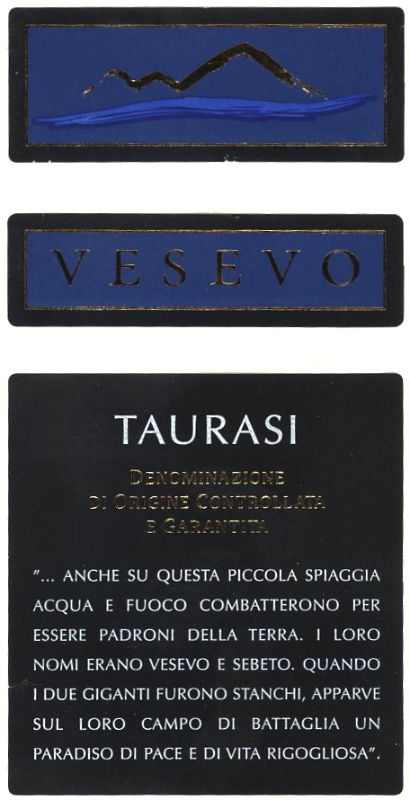 VESEVO
TAURASI
DENOMINAZIONE
DI ORIGINE CONTROLLATA
E GARANTITA
"... ANCHE SU QUESTA PICCOLA SPIAGGIA
ACQUA E FUOCO COMBATTERONO PER
ESSERE PADRONI DELLA TERRA. I LORO
NOMI ERANO VESEVO E SEBETO. QUANDO
I DUE GIGANTI FURONO STANCHI, APPARVE
SUL LORO CAMPO DI BATTAGLIA UN
PARADISO DI PACE E DI VITA RIGOGLIOSA".